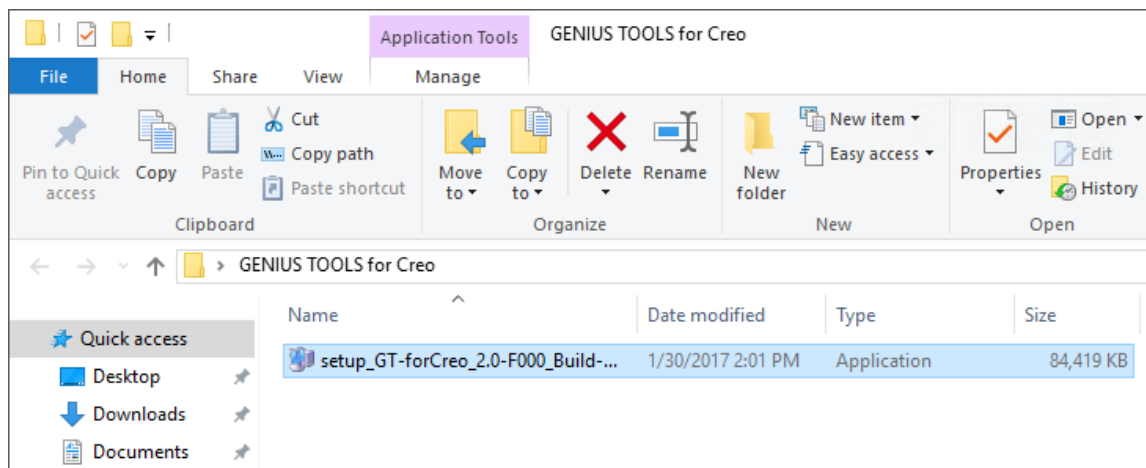 Application Tools GENIUS TOOLS for Creo
File Home Share View Manage
Pin to Quick access
Copy
Paste
Cut
Copy path
Paste shortcut
Clipboard
Move to
Copy to
Delete
Rename
Organize
New folder
New item
Easy access
New
Properties
Open
Edit
History
Open
GENIUS TOOLS for Creo
Name Date modified Type Size
Quick access
setup_GT-forCreo_2.0-F000_Build-... 1/30/2017 2:01 PM Application 84,419 KB
Desktop
Downloads
Documents